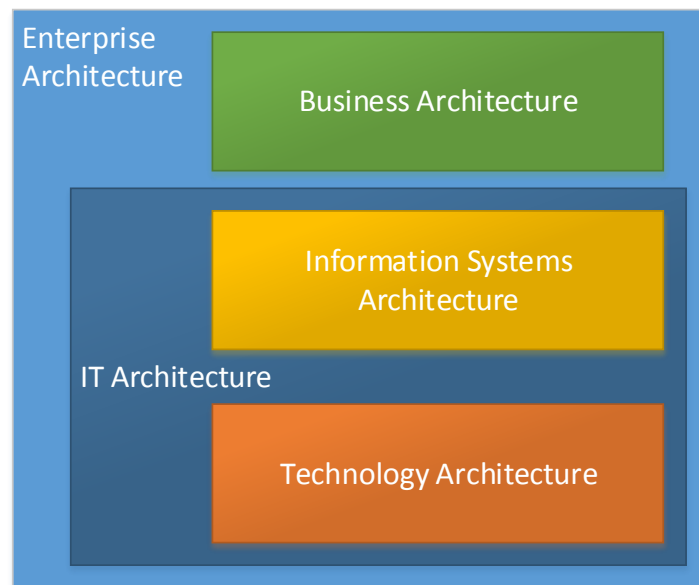 Enterprise
Architecture
Business Architecture
Information Systems
Architecture
IT Architecture
Technology Architecture